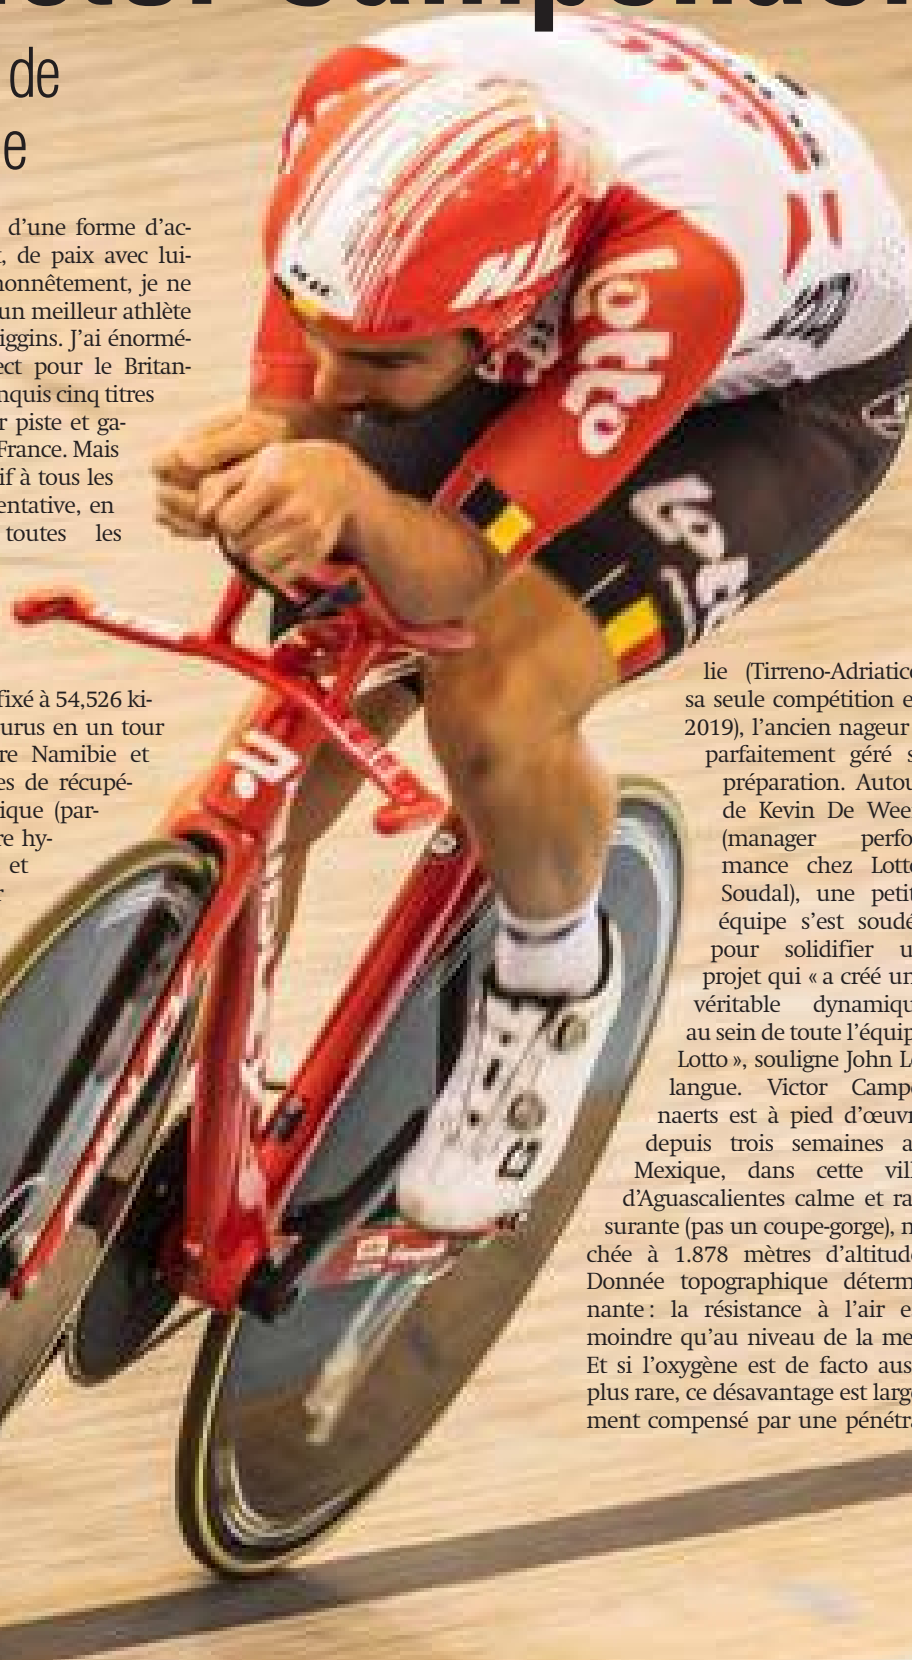 de
e
d'une forme d'ac-
de paix avec lui-
honnêtement, je ne
un meilleur athlète
iggins. J'ai énormé-
ect pour le Britan-
nquis cinq titres
r piste et ga-
France. Mais
if à tous les
entative, en
toutes les
fixé à 54,526 ki-
urus en un tour
re Namibie et
es de récupé-
ique (par-
re hy-
et
r
lotto
Lotto
lie (Tirreno-Adriatico
sa seule compétition e
2019), l'ancien nageur
parfaitement géré s
préparation. Autou
de Kevin De Wee
(manager perfo
mance chez Lotto
Soudal), une petit
équipe s'est soudé
pour solidifier u
projet qui « a créé un
véritable dynamiqu
au sein de toute l'équip
Lotto », souligne John L
langue. Victor Campe
naerts est à pied d'œuvr
depuis trois semaines a
Mexique, dans cette vill
d'Aguascalientes calme et ra
surante (pas un coupe-gorge), n
chée à 1.878 mètres d'altitude
Donnée topographique déterm
nante : la résistance à l'air e
moindre qu'au niveau de la me
Et si l'oxygène est de facto aus
plus rare, ce désavantage est large
ment compensé par une pénétra